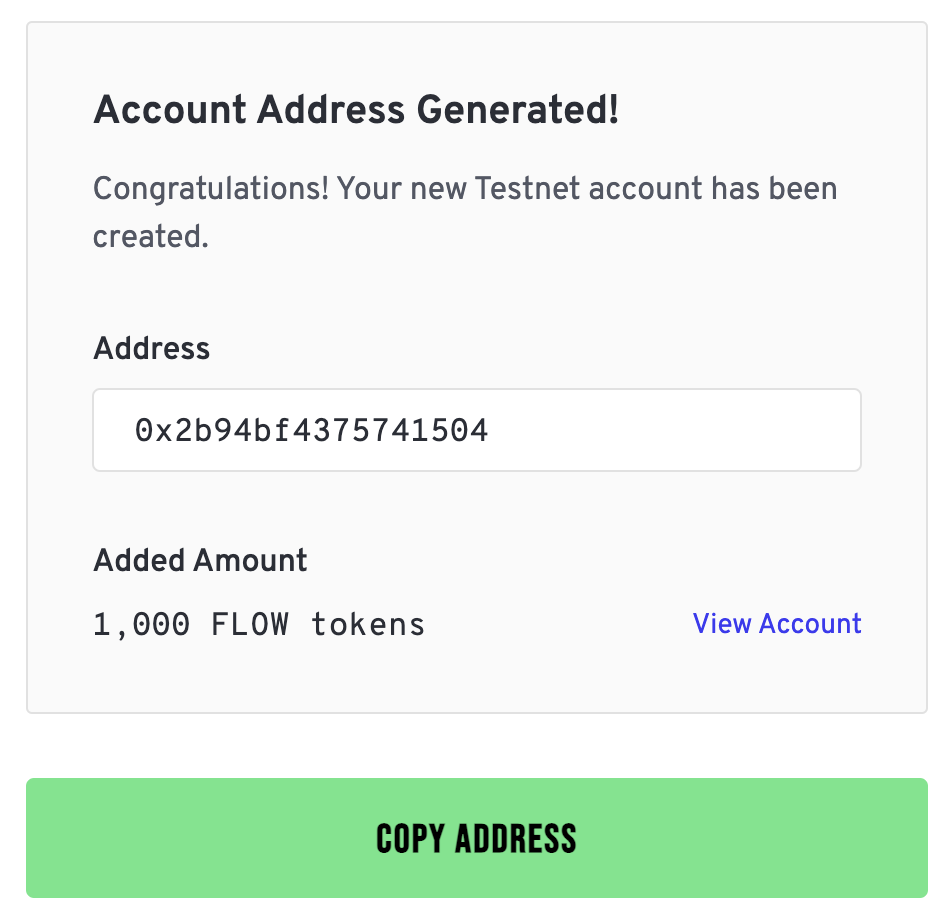 Account Address Generated!
Congratulations! Your new Testnet account has been
created.
Address
0x2b94bf4375741504
Added Amount
1,000 FLOW tokens
View Account
COPY ADDRESS